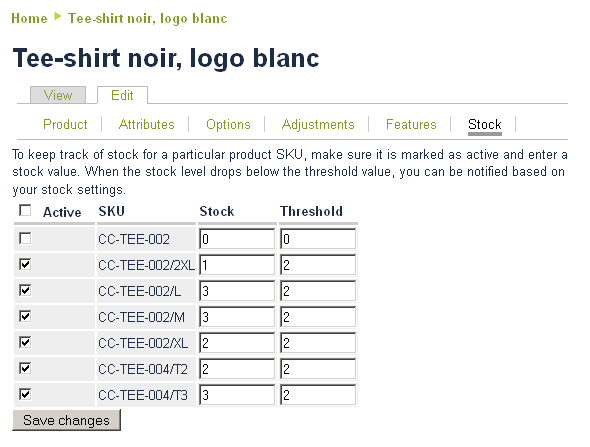 Home Tee-shirt noir, logo blanc
Tee-shirt noir, logo blanc
View Edit
Product Attributes Options Adjustments Features Stock
To keep track of stock for a particular product SKU, make sure it is marked as active and enter a
stock value. When the stock level drops below the threshold value, you can be notified based on
your stock settings.
Active SKU Stock Threshold
CC-TEE-002 0 0
CC-TEE-002/2XL 1 2
CC-TEE-002/L 3 2
CC-TEE-002/M 3 2
CC-TEE-002/XL 2 2
CC-TEE-004/T2 2 2
CC-TEE-004/T3 3 2
Save changes